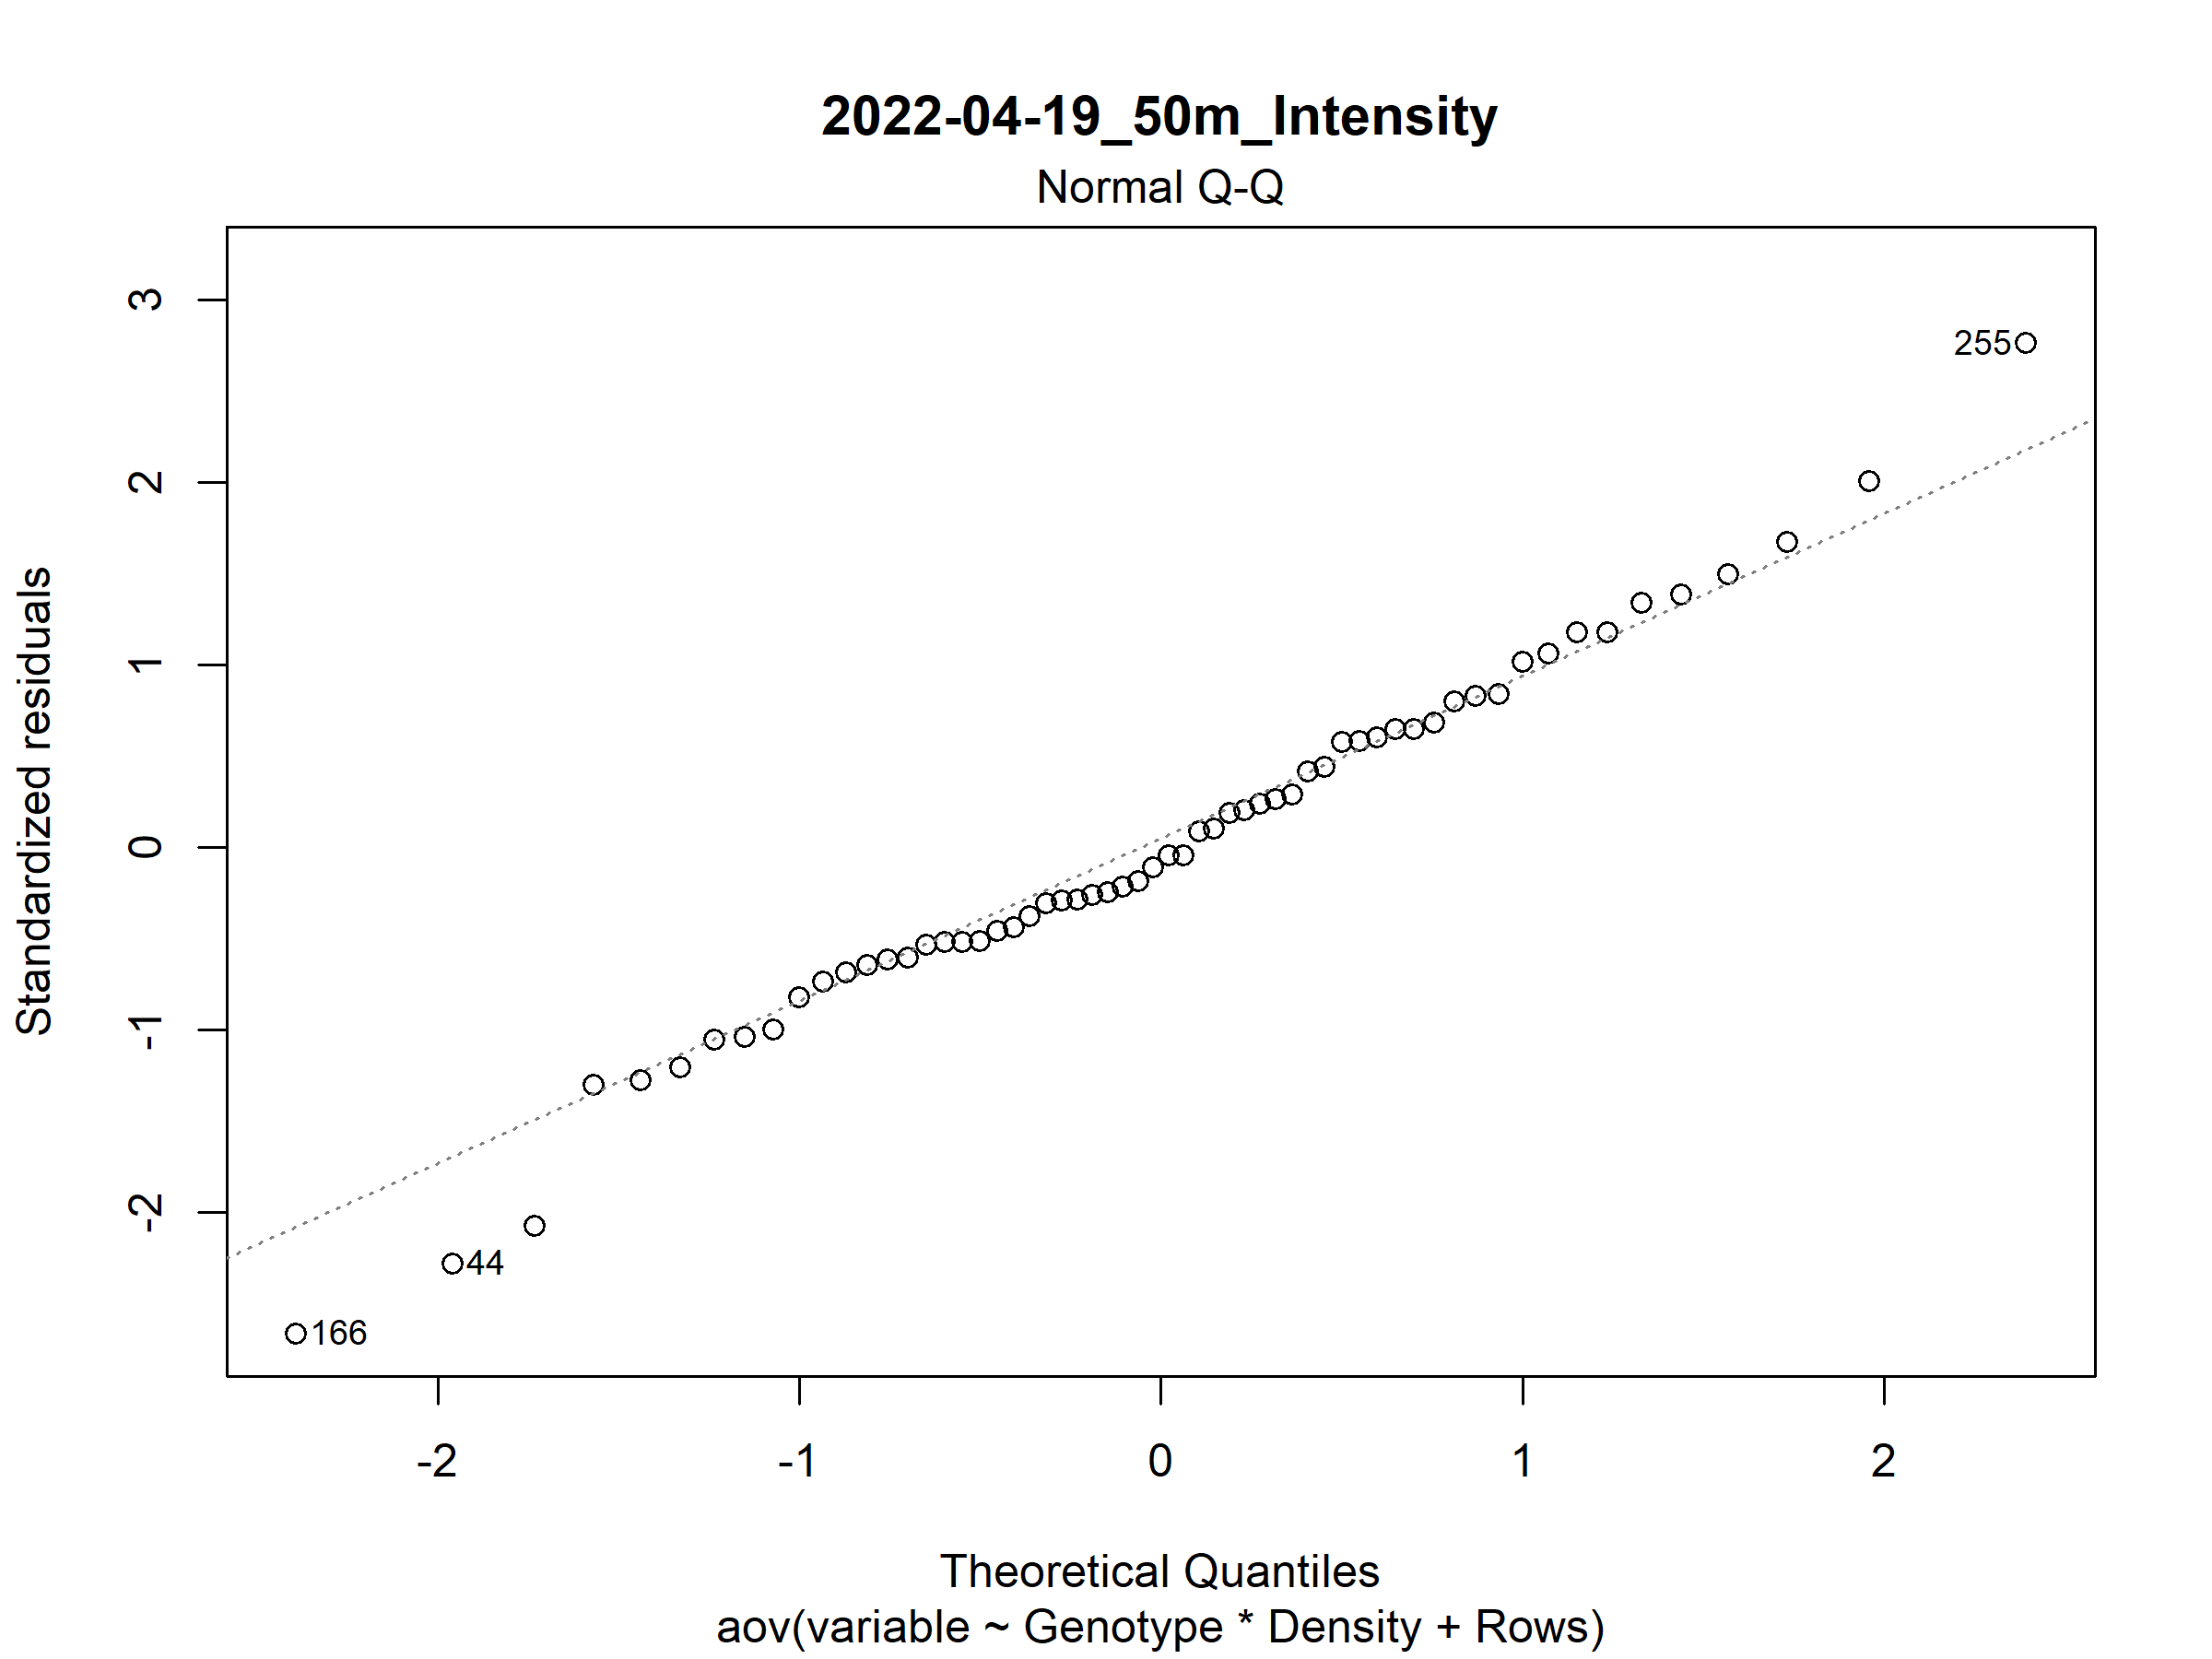 2022-04-19_50m_Intensity
Normal Q-Q
3
2
1
0
-1
-2
Standardized residuals
255
44
166
-2
-1
0
1
2
Theoretical Quantiles
aov(variable ~ Genotype * Density + Rows)